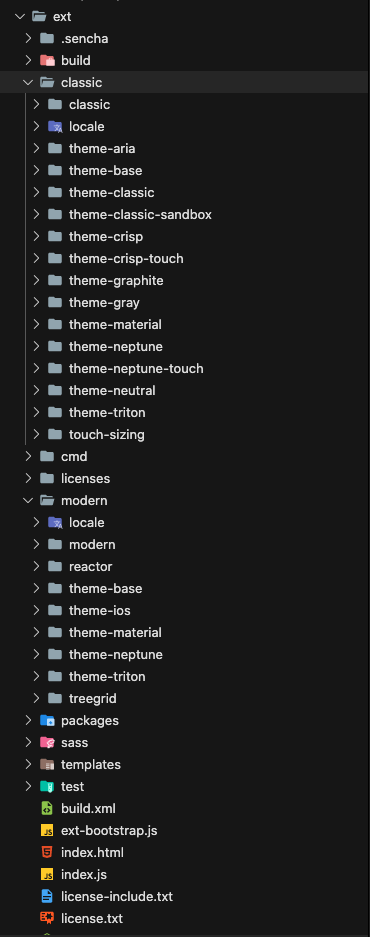 ext
.sencha
build
classic
classic
locale
theme-aria
theme-base
theme-classic
theme-classic-sandbox
theme-crisp
theme-crisp-touch
theme-graphite
theme-gray
theme-material
theme-neptune
theme-neptune-touch
theme-neutral
theme-triton
touch-sizing
cmd
licenses
modern
locale
modern
reactor
theme-base
theme-ios
theme-material
theme-neptune
theme-triton
treegrid
packages
sass
templates
test
build.xml
JS ext-bootstrap.js
index.html
JS index.js
license-include.txt
license.txt